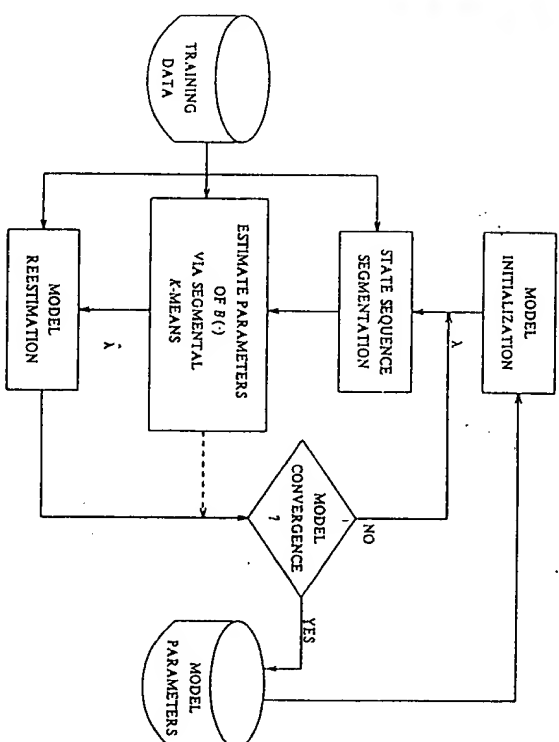 MODEL
INITIALIZATION
λ
STATE SEQUENCE
SEGMENTATION
TRAINING
DATA
ESTIMATE PARAMETERS
OF B (·)
VIA SEGMENTAL
K-MEANS
λ̂
MODEL
REESTIMATION
NO
MODEL
CONVERGENCE
?
YES
MODEL
PARAMETERS